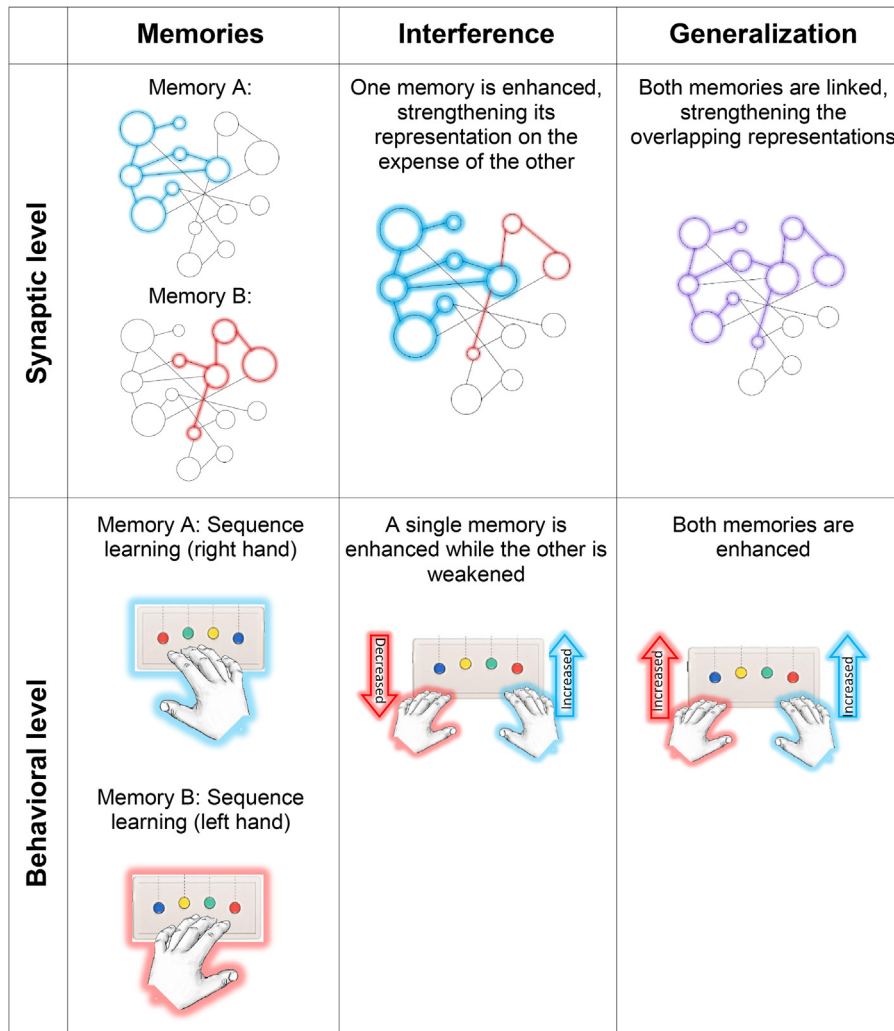 Memories
Interference
Generalization
Synaptic level
Memory A:
Memory B:
One memory is enhanced,
strengthening its
representation on the
expense of the other
Both memories are linked,
strengthening the
overlapping representations
Behavioral level
Memory A: Sequence
learning (right hand)
Memory B: Sequence
learning (left hand)
A single memory is
enhanced while the other is
weakened
Decreased
Increased
Both memories are
enhanced
Increased
Increased